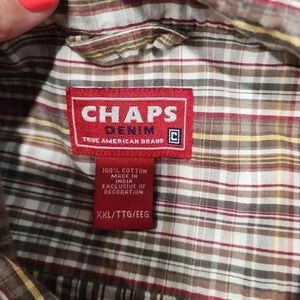 CHAPS
DENIM
C
TRUE AMERICAN BRAND
100% COTTON
MADE IN
INDIA
EXCLUSIVE OF
DECORATION
XXL/TTG/EEG